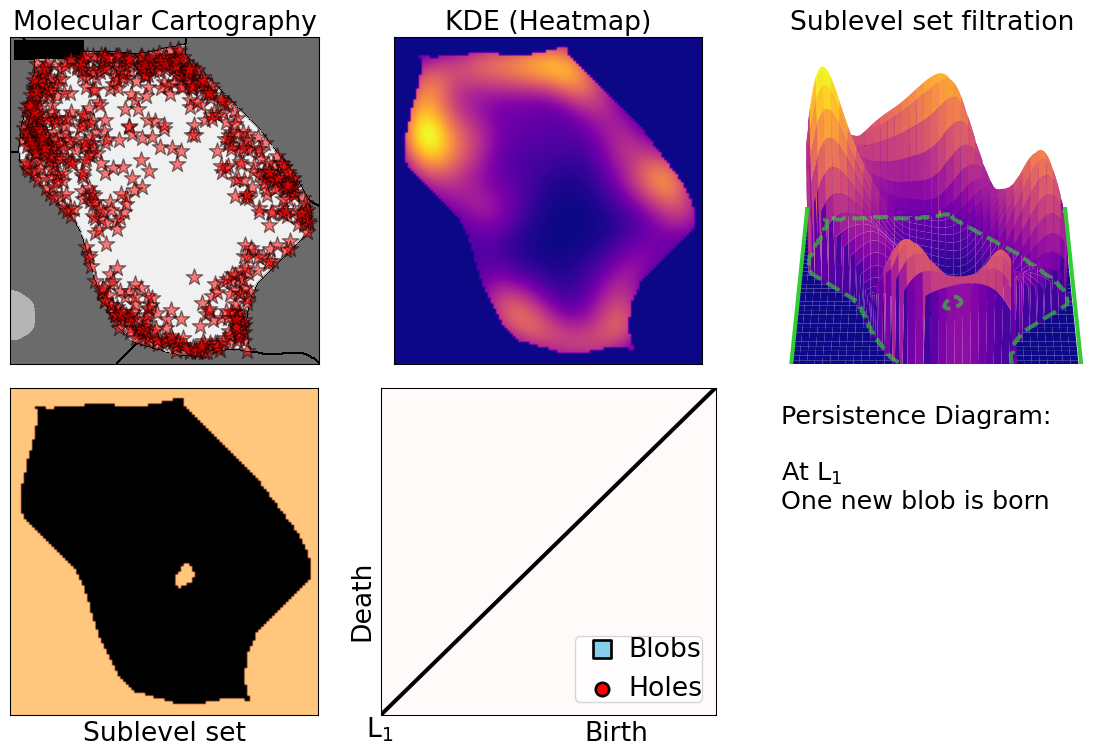 Molecular Cartography
KDE (Heatmap)
Sublevel set filtration
Persistence Diagram:
At L₁
One new blob is born
Death
Blobs
Holes
Sublevel set
L₁
Birth